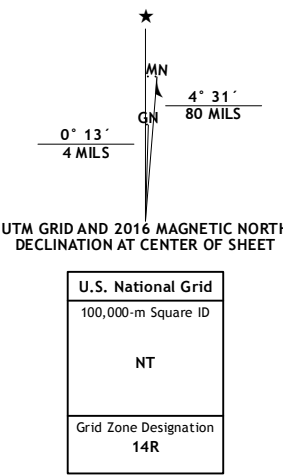 MN
4° 31´
80 MILS
GN
0° 13´
4 MILS
UTM GRID AND 2016 MAGNETIC NORTH
DECLINATION AT CENTER OF SHEET
U.S. National Grid
100,000-m Square ID
NT
Grid Zone Designation
14R